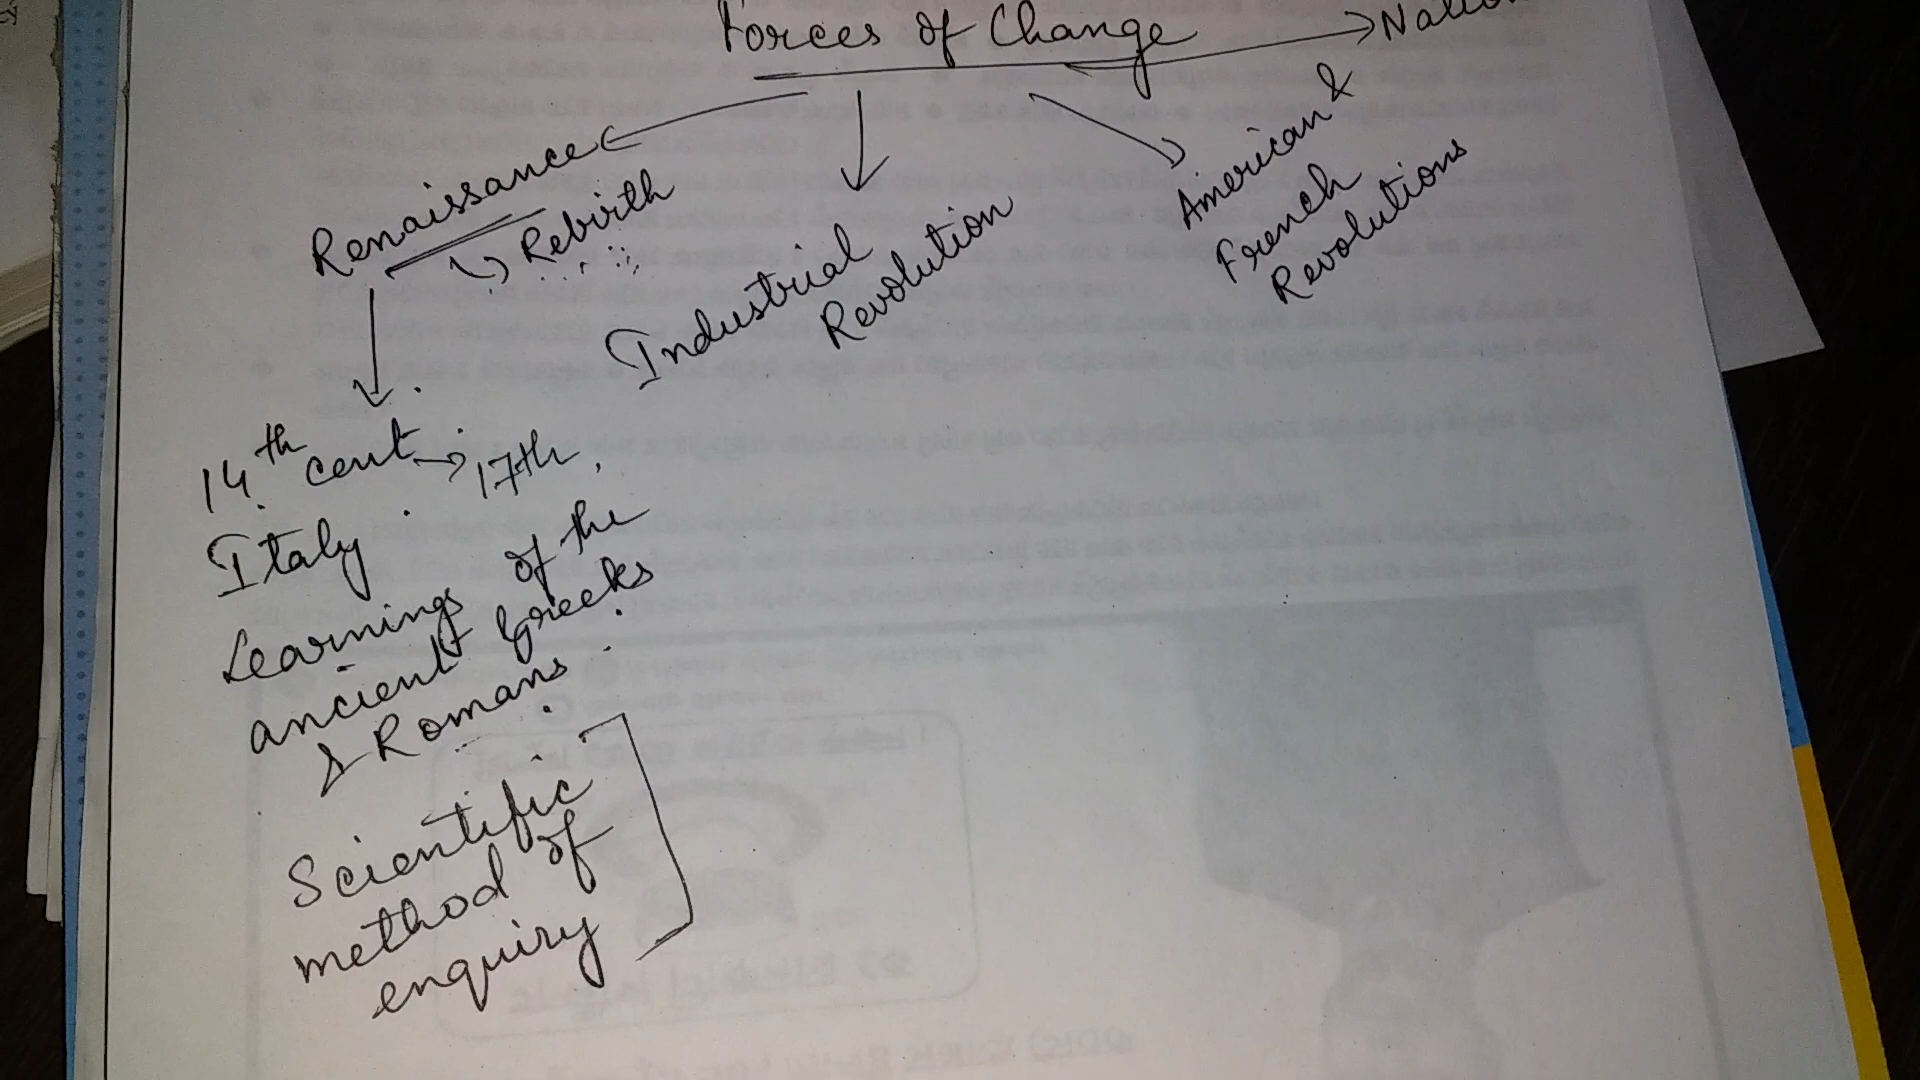 Forces of Change
Renaissance
Rebirth
Industrial
Revolution
American &
French
Revolutions
14th cent → 17th,
Italy
Learnings of the
ancient Greeks
& Romans.
Scientific
method of
enquiry